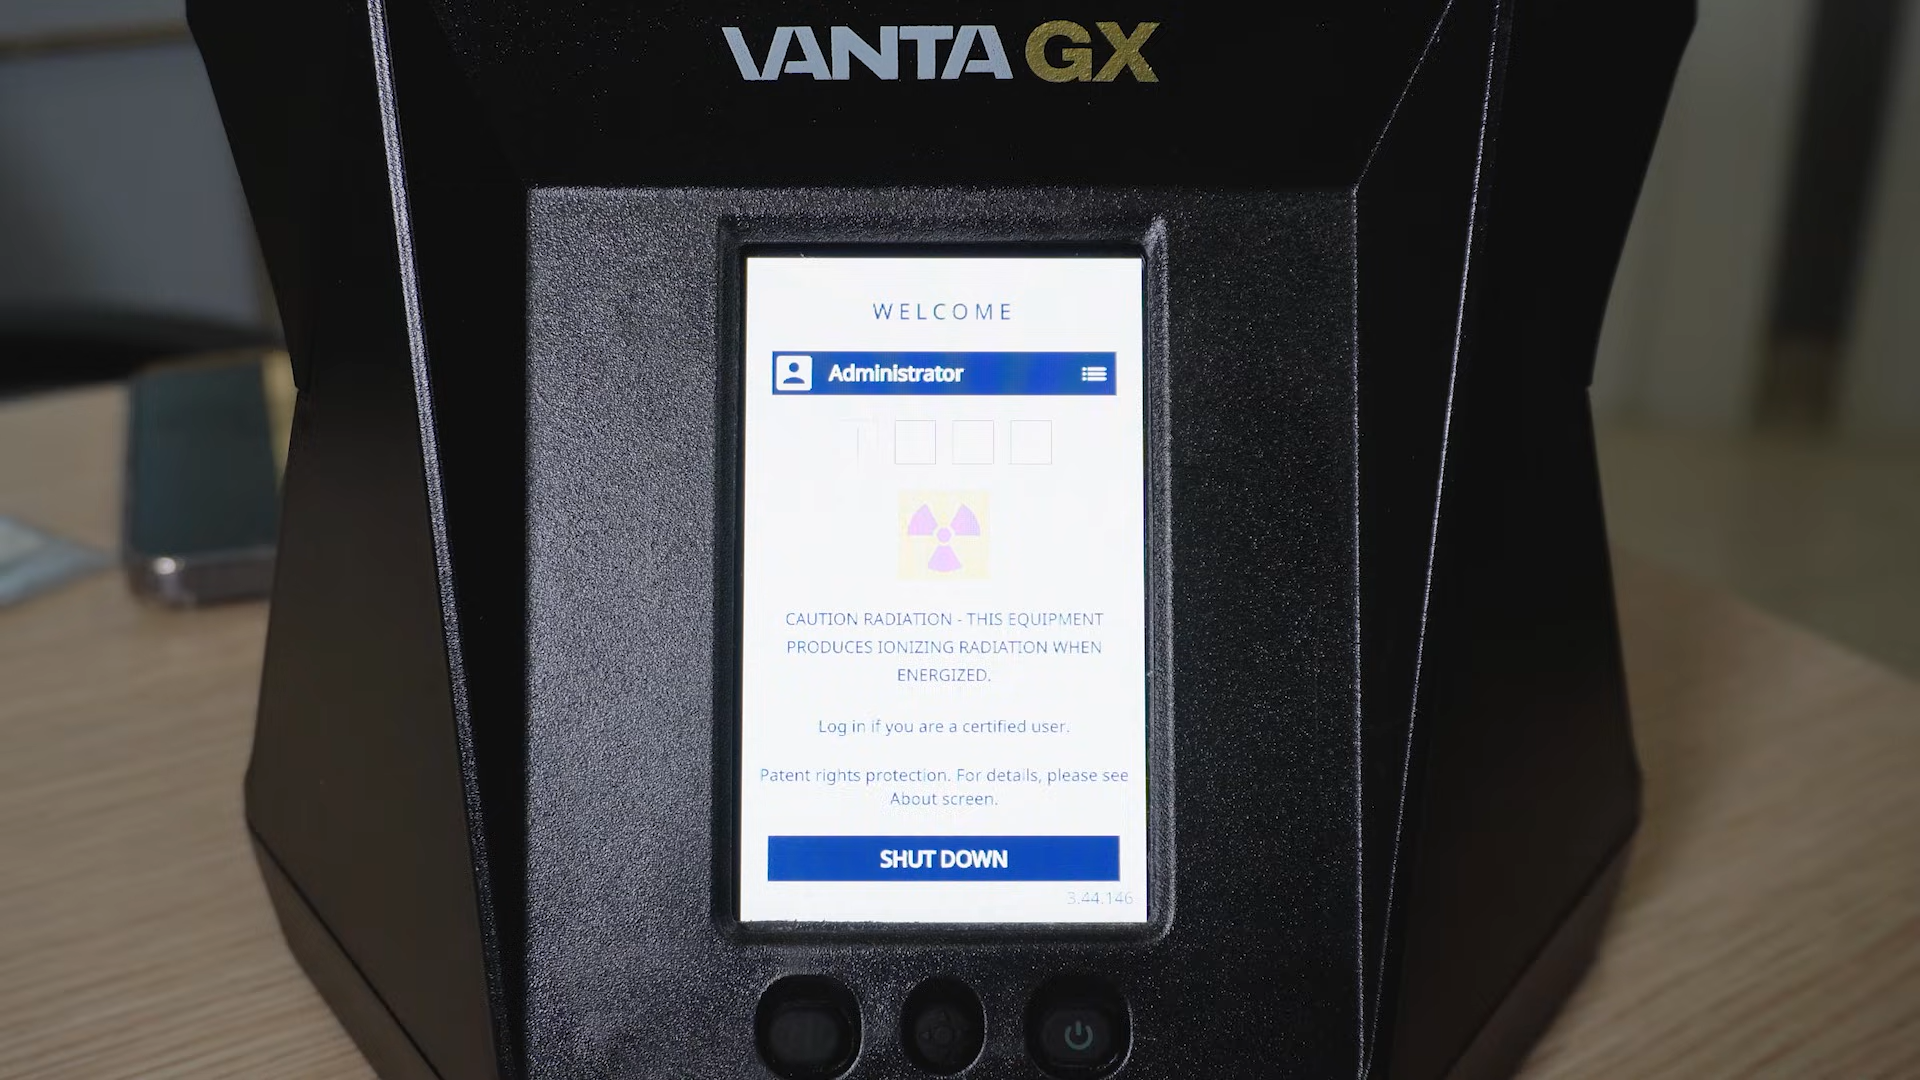 VANTA GX
WELCOME
Administrator
CAUTION RADIATION - THIS EQUIPMENT
PRODUCES IONIZING RADIATION WHEN
ENERGIZED.
Log in if you are a certified user.
Patent rights protection. For details, please see
About screen.
SHUT DOWN
3.44.146